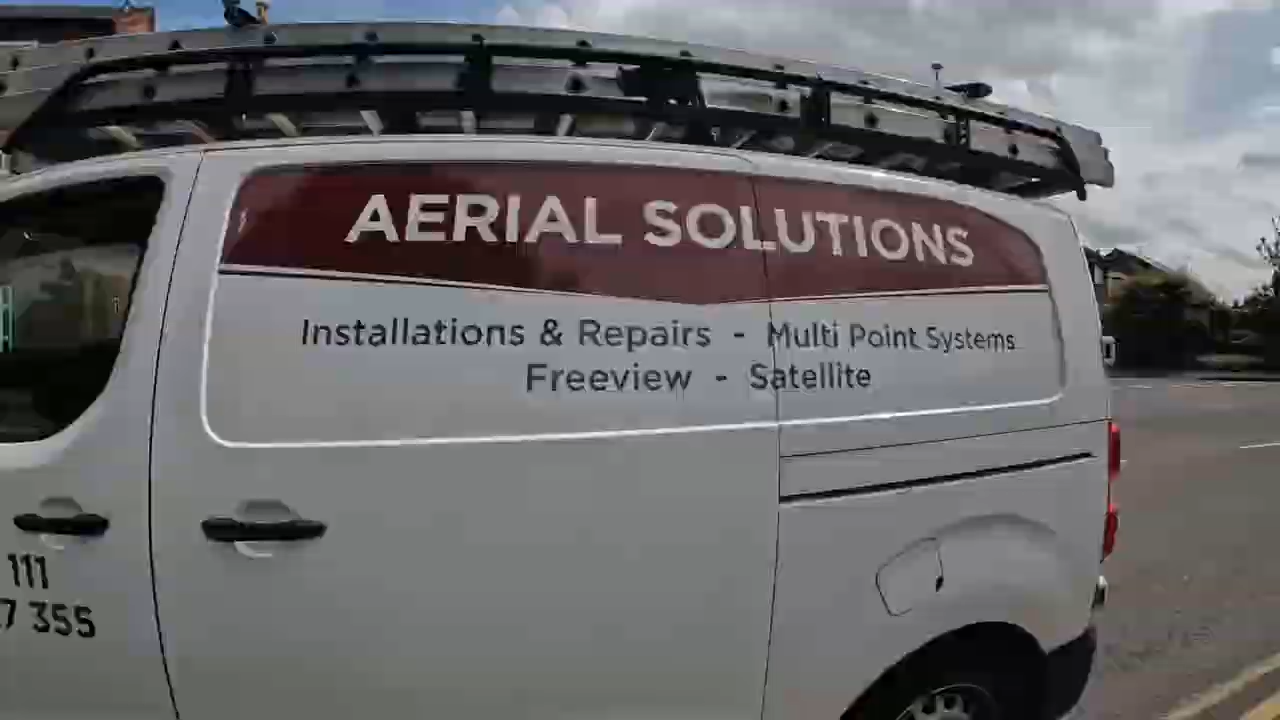 AERIAL SOLUTIONS
Installations & Repairs - Multi Point Systems
Freeview - Satellite
111
7 355